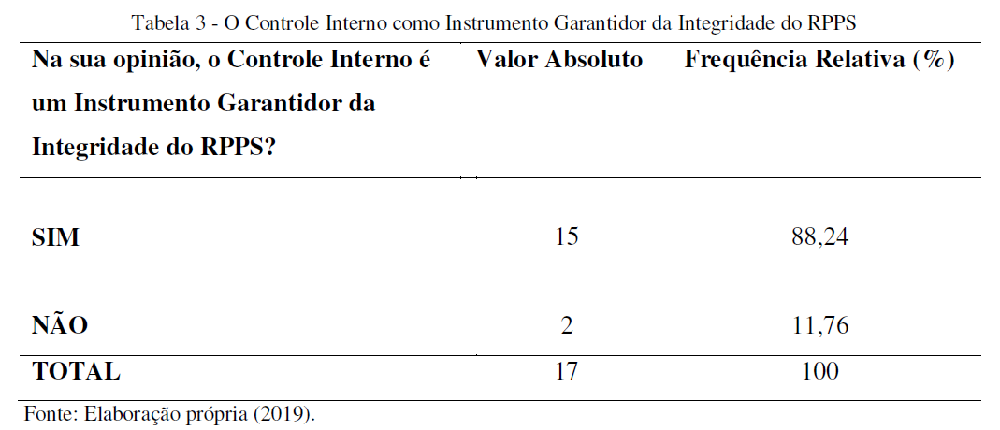 Tabela 3 - O Controle Interno como Instrumento Garantidor da Integridade do RPPS
Na sua opinião, o Controle Interno é Valor Absoluto Frequência Relativa (%)
um Instrumento Garantidor da
Integridade do RPPS?
SIM 15 88,24
NÃO 2 11,76
TOTAL 17 100
Fonte: Elaboração própria (2019).